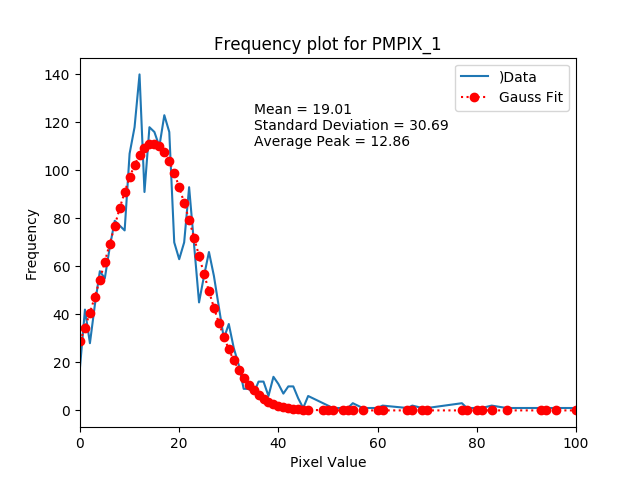 Frequency plot for PMPIX_1
)Data
Gauss Fit
Mean = 19.01
Standard Deviation = 30.69
Average Peak = 12.86
Frequency
140
120
100
80
60
40
20
0
0 20 40 60 80 100
Pixel Value